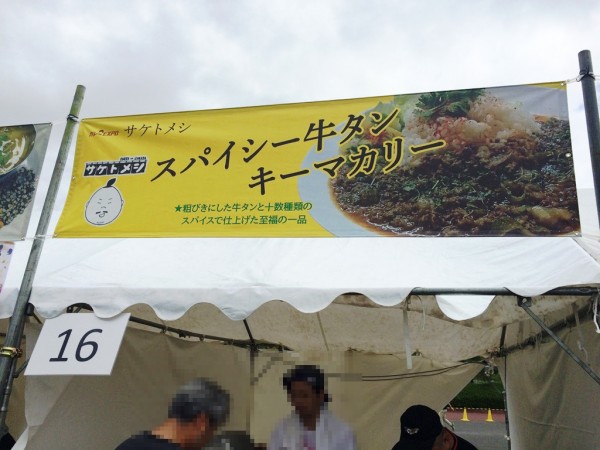 サケトメシ
スパイシー牛タン
キーマカリー
サケトメシ
★粗びきにした牛タンと十数種類の
スパイスで仕上げた至福の一品
16